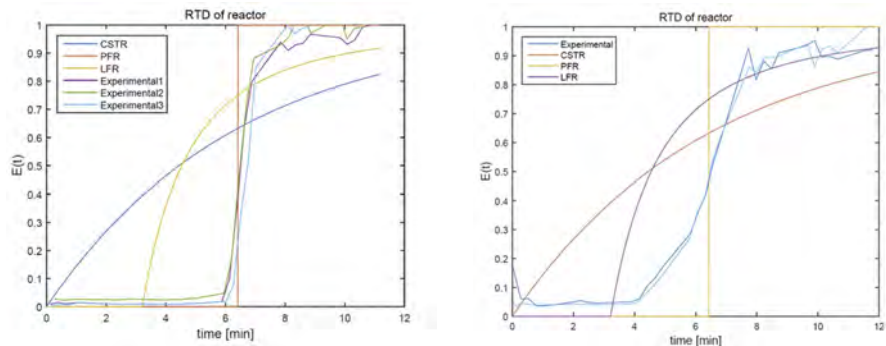 RTD of reactor
1
0.9
0.8
0.7
0.6
0.5
0.4
0.3
0.2
0.1
0
E(t)
CSTR
PFR
LFR
Experimental1
Experimental2
Experimental3
0 2 4 6 8 10 12
time [min]
RTD of reactor
1
0.9
0.8
0.7
0.6
0.5
0.4
0.3
0.2
0.1
0
E(t)
Experimental
CSTR
PFR
LFR
0 2 4 6 8 10 12
time [min]